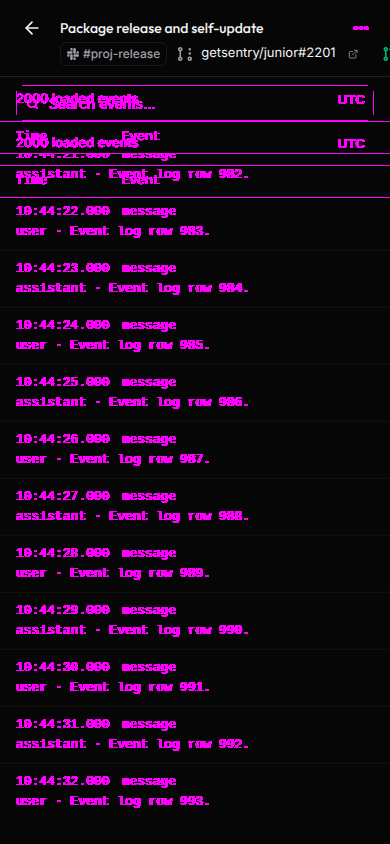 Package release and self-update
#proj-release getsentry/junior#2201
2000 loaded events UTC
Search events...
Time Event
2000 loaded events UTC
10:44:21.000 message
assistant - Event log row 982.
Time Event
10:44:22.000 message
user - Event log row 983.
10:44:23.000 message
assistant - Event log row 984.
10:44:24.000 message
user - Event log row 985.
10:44:25.000 message
assistant - Event log row 986.
10:44:26.000 message
user - Event log row 987.
10:44:27.000 message
assistant - Event log row 988.
10:44:28.000 message
user - Event log row 989.
10:44:29.000 message
assistant - Event log row 990.
10:44:30.000 message
user - Event log row 991.
10:44:31.000 message
assistant - Event log row 992.
10:44:32.000 message
user - Event log row 993.